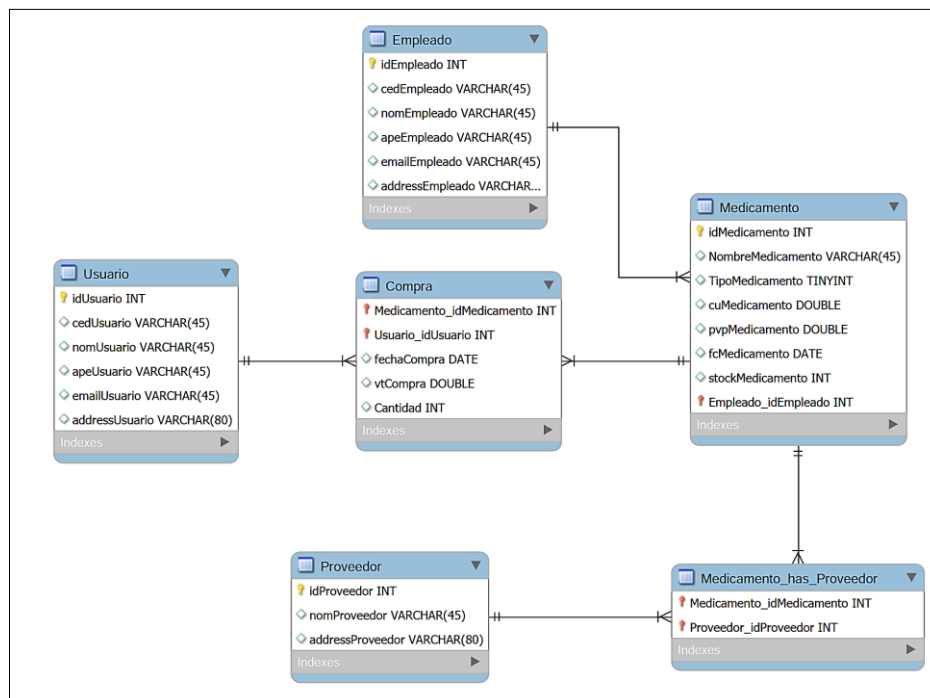 Empleado
idEmpleado INT
cedEmpleado VARCHAR(45)
nomEmpleado VARCHAR(45)
apeEmpleado VARCHAR(45)
emailEmpleado VARCHAR(45)
addressEmpleado VARCHAR...
Indexes
Usuario
idUsuario INT
cedUsuario VARCHAR(45)
nomUsuario VARCHAR(45)
apeUsuario VARCHAR(45)
emailUsuario VARCHAR(45)
addressUsuario VARCHAR(80)
Indexes
Compra
Medicamento_idMedicamento INT
Usuario_idUsuario INT
fechaCompra DATE
vtCompra DOUBLE
Cantidad INT
Indexes
Medicamento
idMedicamento INT
NombreMedicamento VARCHAR(45)
TipoMedicamento TINYINT
cuMedicamento DOUBLE
pvpMedicamento DOUBLE
fcMedicamento DATE
stockMedicamento INT
Empleado_idEmpleado INT
Indexes
Proveedor
idProveedor INT
nomProveedor VARCHAR(45)
addressProveedor VARCHAR(80)
Indexes
Medicamento_has_Proveedor
Medicamento_idMedicamento INT
Proveedor_idProveedor INT
Indexes